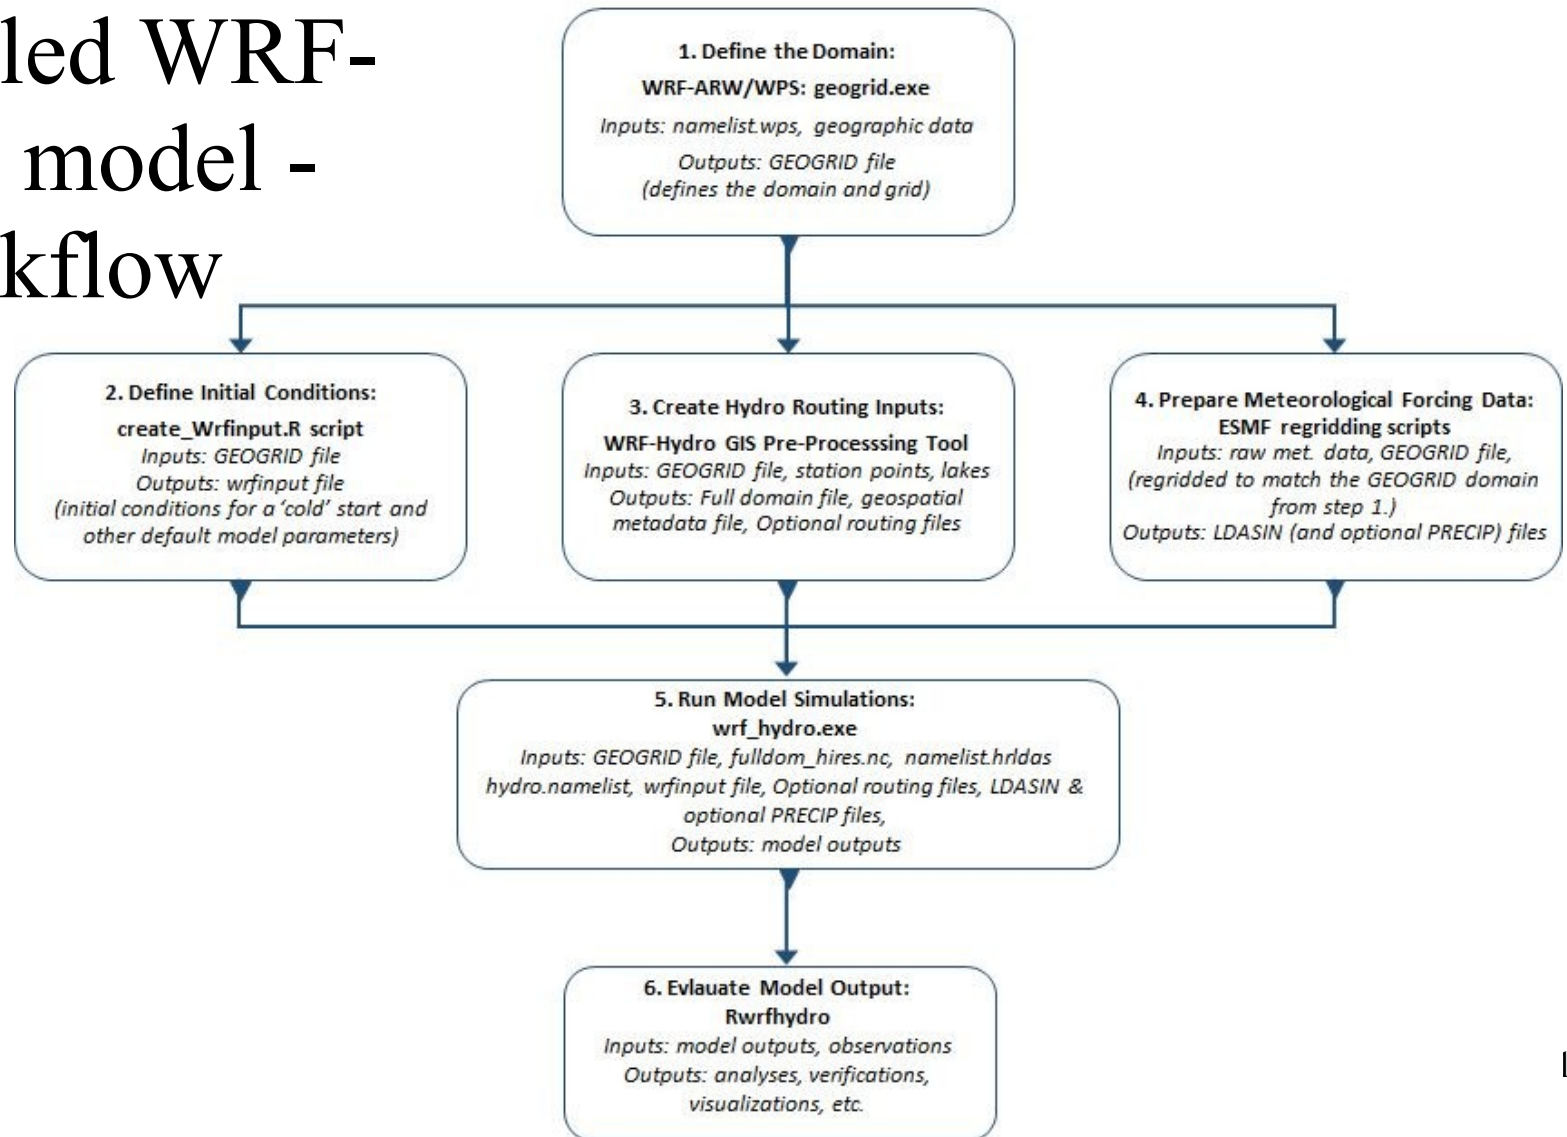 led WRF-
model -
kflow
1. Define the Domain:
WRF-ARW/WPS: geogrid.exe
Inputs: namelist.wps, geographic data
Outputs: GEOGRID file
(defines the domain and grid)
2. Define Initial Conditions:
create_Wrfinput.R script
Inputs: GEOGRID file
Outputs: wrfinput file
(initial conditions for a 'cold' start and
other default model parameters)
3. Create Hydro Routing Inputs:
WRF-Hydro GIS Pre-Processsing Tool
Inputs: GEOGRID file, station points, lakes
Outputs: Full domain file, geospatial
metadata file, Optional routing files
4. Prepare Meteorological Forcing Data:
ESMF regridding scripts
Inputs: raw met. data, GEOGRID file,
(regridded to match the GEOGRID domain
from step 1.)
Outputs: LDASIN (and optional PRECIP) files
5. Run Model Simulations:
wrf_hydro.exe
Inputs: GEOGRID file, fulldom_hires.nc, namelist.hrldas
hydro.namelist, wrfinput file, Optional routing files, LDASIN &
optional PRECIP files,
Outputs: model outputs
6. Evlauate Model Output:
Rwrfhydro
Inputs: model outputs, observations
Outputs: analyses, verifications,
visualizations, etc.